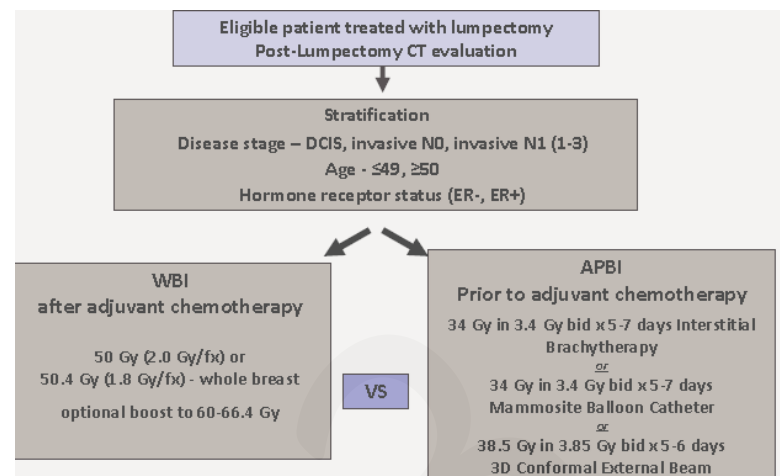 Eligible patient treated with lumpectomy
Post-Lumpectomy CT evaluation
Stratification
Disease stage – DCIS, invasive N0, invasive N1 (1-3)
Age - ≤49, ≥50
Hormone receptor status (ER-, ER+)
WBI
after adjuvant chemotherapy
50 Gy (2.0 Gy/fx) or
50.4 Gy (1.8 Gy/fx) - whole breast
optional boost to 60-66.4 Gy
VS
APBI
Prior to adjuvant chemotherapy
34 Gy in 3.4 Gy bid x 5-7 days Interstitial
Brachytherapy
or
34 Gy in 3.4 Gy bid x 5-7 days
Mammosite Balloon Catheter
or
38.5 Gy in 3.85 Gy bid x 5-6 days
3D Conformal External Beam